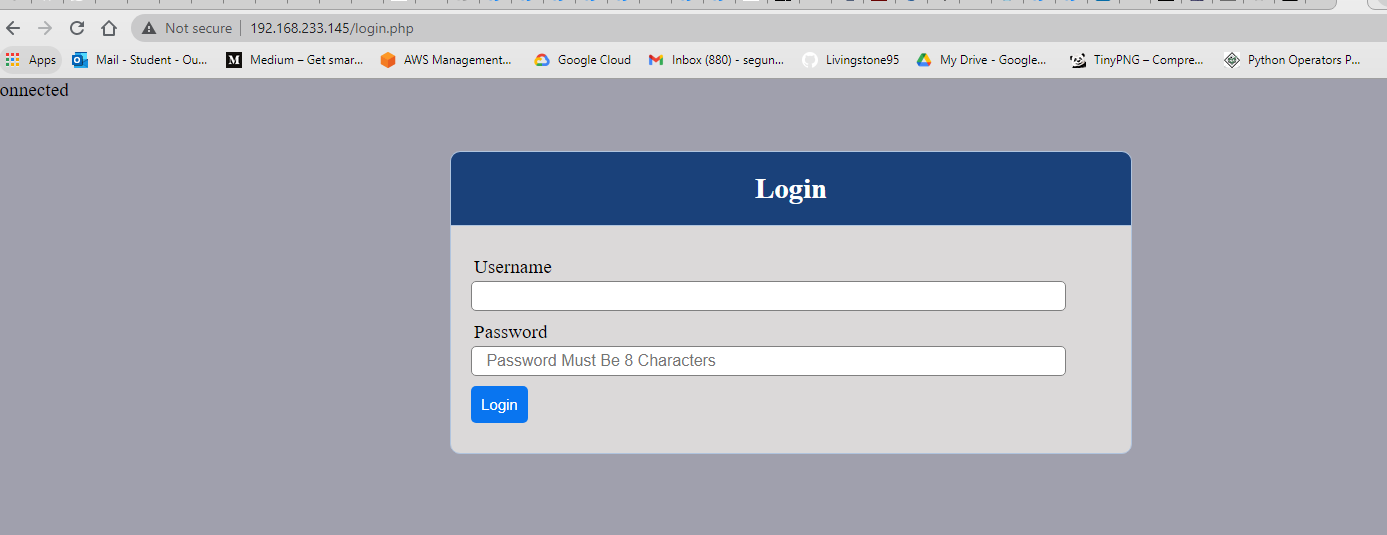 Not secure | 192.168.233.145/login.php
Apps Mail - Student - Ou... Medium – Get smar... AWS Management... Google Cloud Inbox (880) - segun... Livingstone95 My Drive - Google... TinyPNG – Compre... Python Operators P...
onnected
Login
Username
Password
Password Must Be 8 Characters
Login